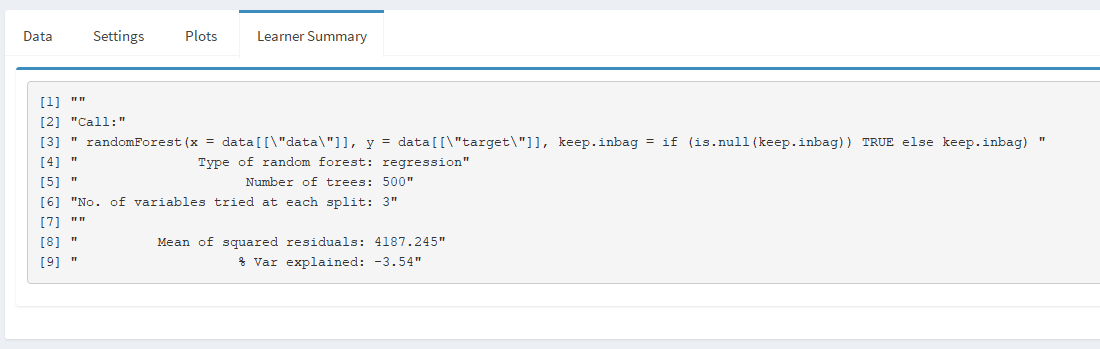 Data Settings Plots Learner Summary
[1] ""
[2] "Call:"
[3] " randomForest(x = data[[\"data\"]], y = data[[\"target\"]], keep.inbag = if (is.null(keep.inbag)) TRUE else keep.inbag) "
[4] "               Type of random forest: regression"
[5] "                     Number of trees: 500"
[6] "No. of variables tried at each split: 3"
[7] ""
[8] "          Mean of squared residuals: 4187.245"
[9] "                    % Var explained: -3.54"